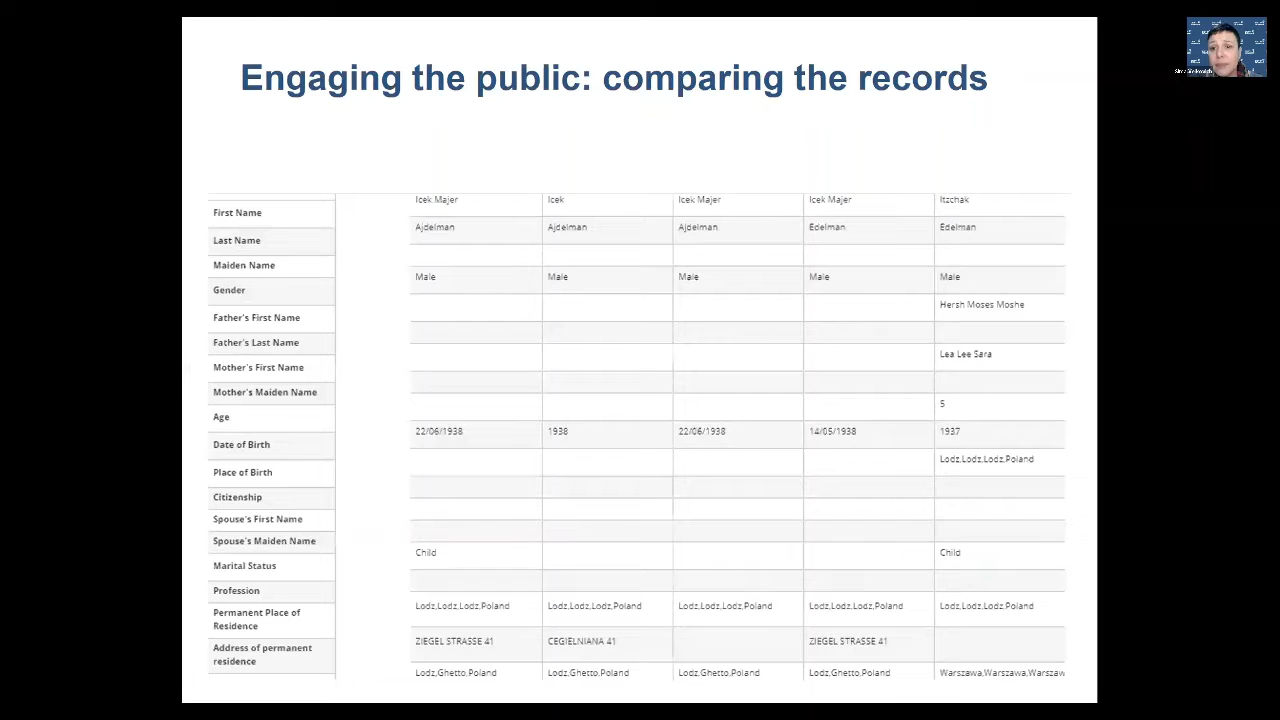 Engaging the public: comparing the records
First Name Icek Majer Icek Icek Majer Icek Majer Itzchak
Last Name Ajdelman Ajdelman Ajdelman Edelman Edelman
Maiden Name
Gender Male Male Male Male Male
Father's First Name Hersh Moses Moshe
Father's Last Name
Mother's First Name Lea Lee Sara
Mother's Maiden Name
Age 5
Date of Birth 22/06/1938 1938 22/06/1938 14/05/1938 1937
Place of Birth Lodz,Lodz,Lodz,Poland
Citizenship
Spouse's First Name
Spouse's Maiden Name
Marital Status Child Child
Profession
Permanent Place of
Residence Lodz,Lodz,Lodz,Poland Lodz,Lodz,Lodz,Poland Lodz,Lodz,Lodz,Poland Lodz,Lodz,Lodz,Poland Lodz,Lodz,Lodz,Poland
Address of permanent
residence ZIEGEL STRASSE 41 CEGIELNIANA 41 ZIEGEL STRASSE 41
Lodz,Ghetto,Poland Lodz,Ghetto,Poland Lodz,Ghetto,Poland Lodz,Ghetto,Poland Warszawa,Warszawa,Warszaw